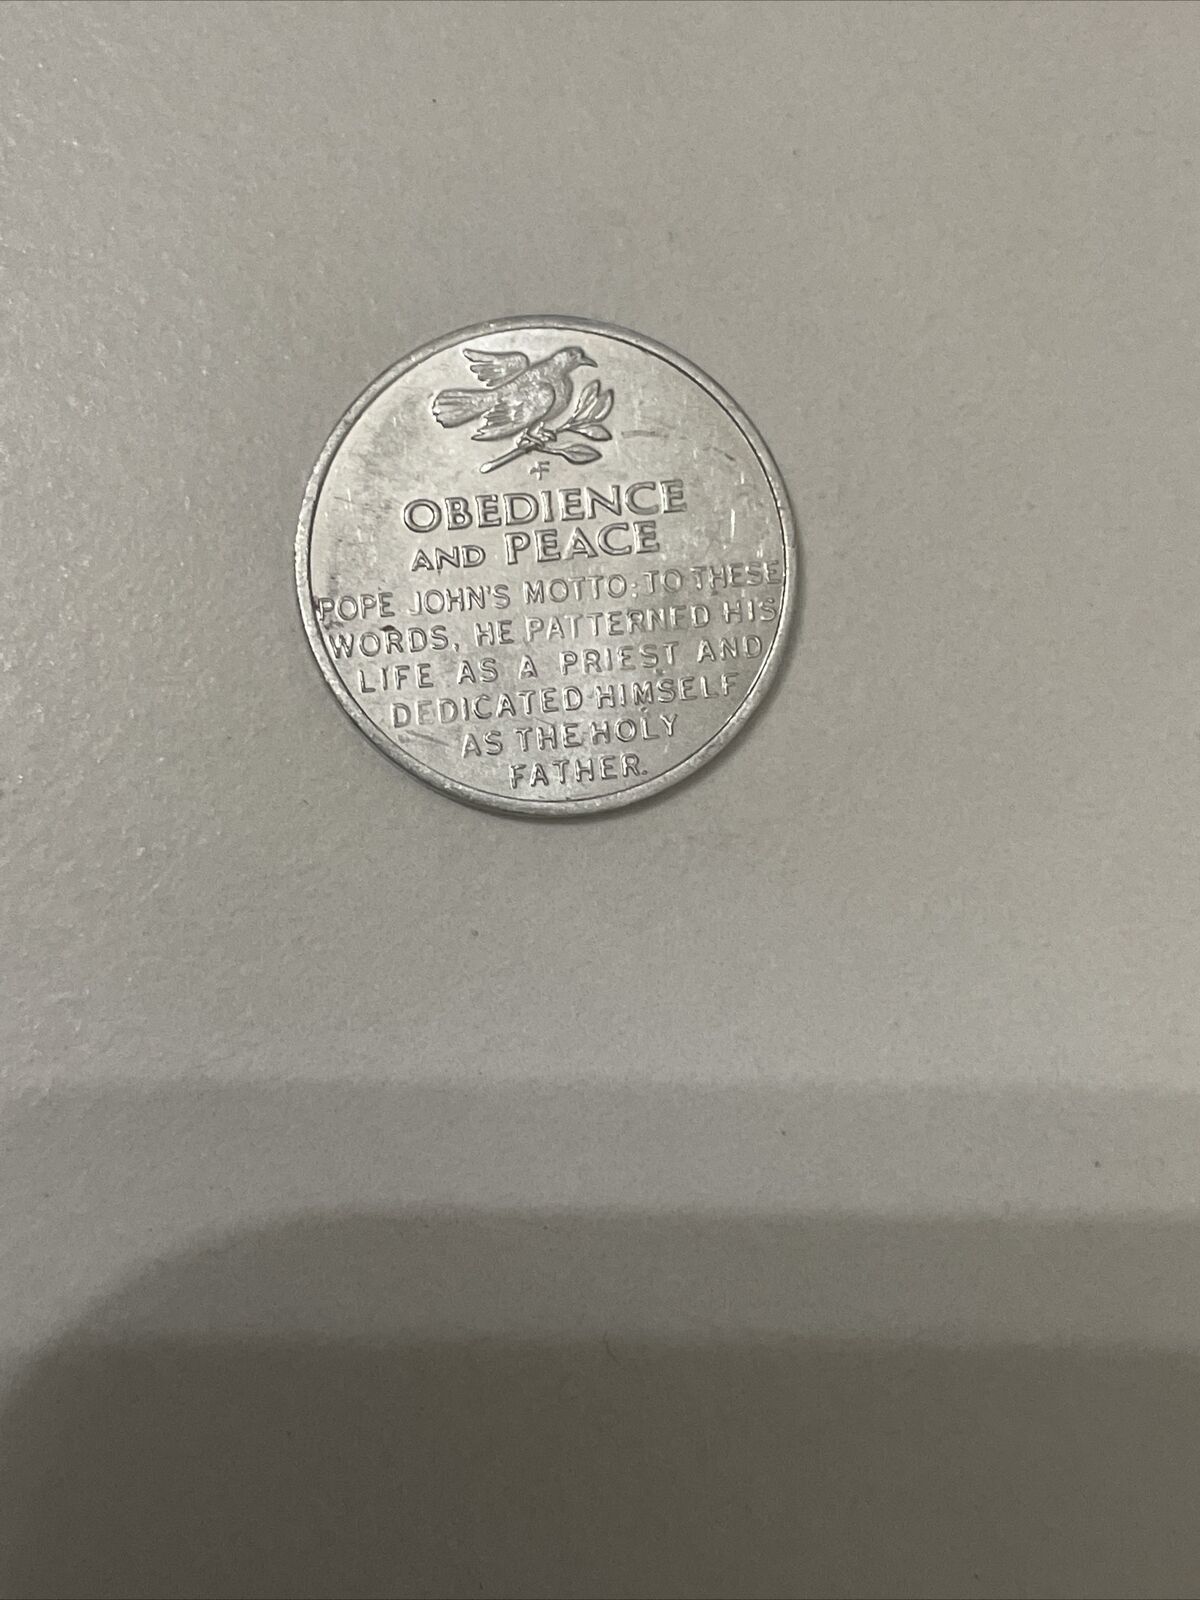 F
OBEDIENCE
AND PEACE
POPE JOHN'S MOTTO: TO THESE
WORDS, HE PATTERNED HIS
LIFE AS A PRIEST AND
DEDICATED HIMSELF
AS THE HOLY
FATHER.